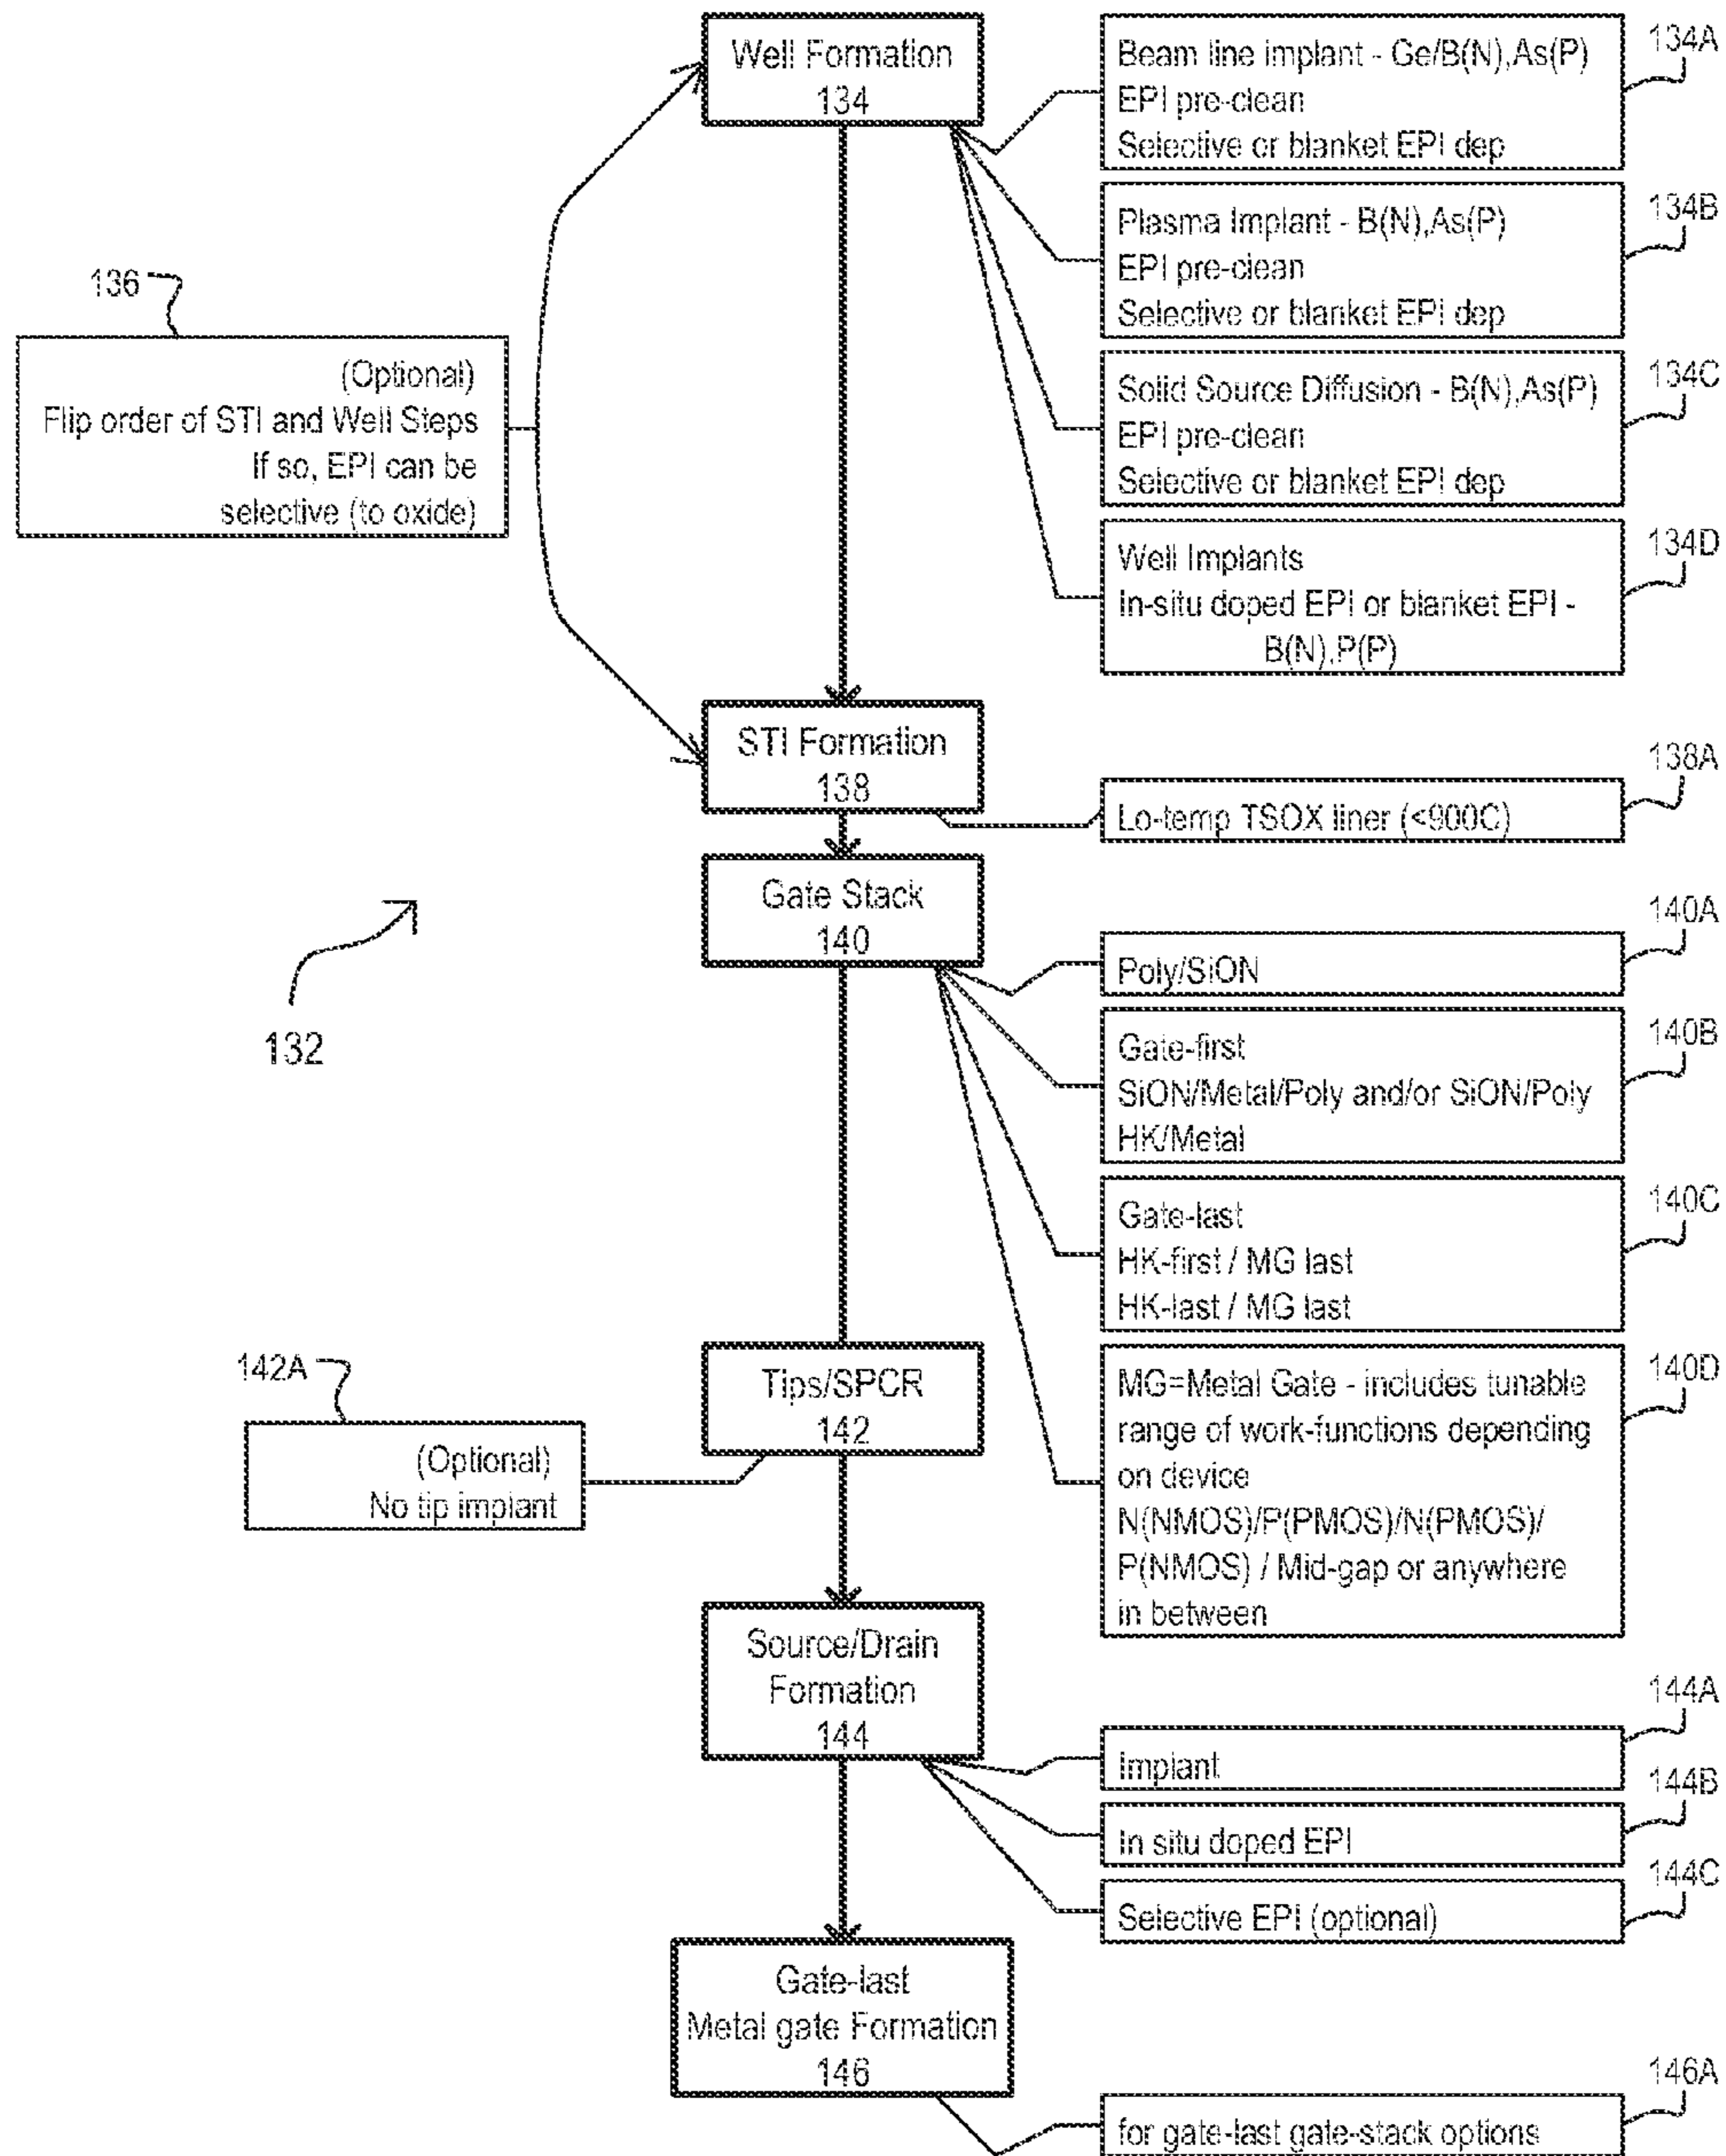 Well Formation
134
Beam line implant - Ge/B(N),As(P)
EPI pre-clean
Selective or blanket EPI dep
134A
Plasma Implant - B(N),As(P)
EPI pre-clean
Selective or blanket EPI dep
134B
136
(Optional)
Flip order of STI and Well Steps
If so, EPI can be
selective (to oxide)
Solid Source Diffusion - B(N),As(P)
EPI pre-clean
Selective or blanket EPI dep
134C
Well Implants
In-situ doped EPI or blanket EPI -
B(N),P(P)
134D
STI Formation
138
Lo-temp TSOX liner (<900C)
138A
Gate Stack
140
132
Poly/SiON
140A
Gate-first
SiON/Metal/Poly and/or SiON/Poly
HK/Metal
140B
Gate-last
HK-first / MG last
HK-last / MG last
140C
Tips/SPCR
142
142A
(Optional)
No tip implant
MG=Metal Gate - includes tunable
range of work-functions depending
on device
N(NMOS)/P(PMOS)/N(PMOS)/
P(NMOS) / Mid-gap or anywhere
in between
140D
Source/Drain
Formation
144
Implant
144A
In situ doped EPI
144B
Selective EPI (optional)
144C
Gate-last
Metal gate Formation
146
for gate-last gate-stack options
146A